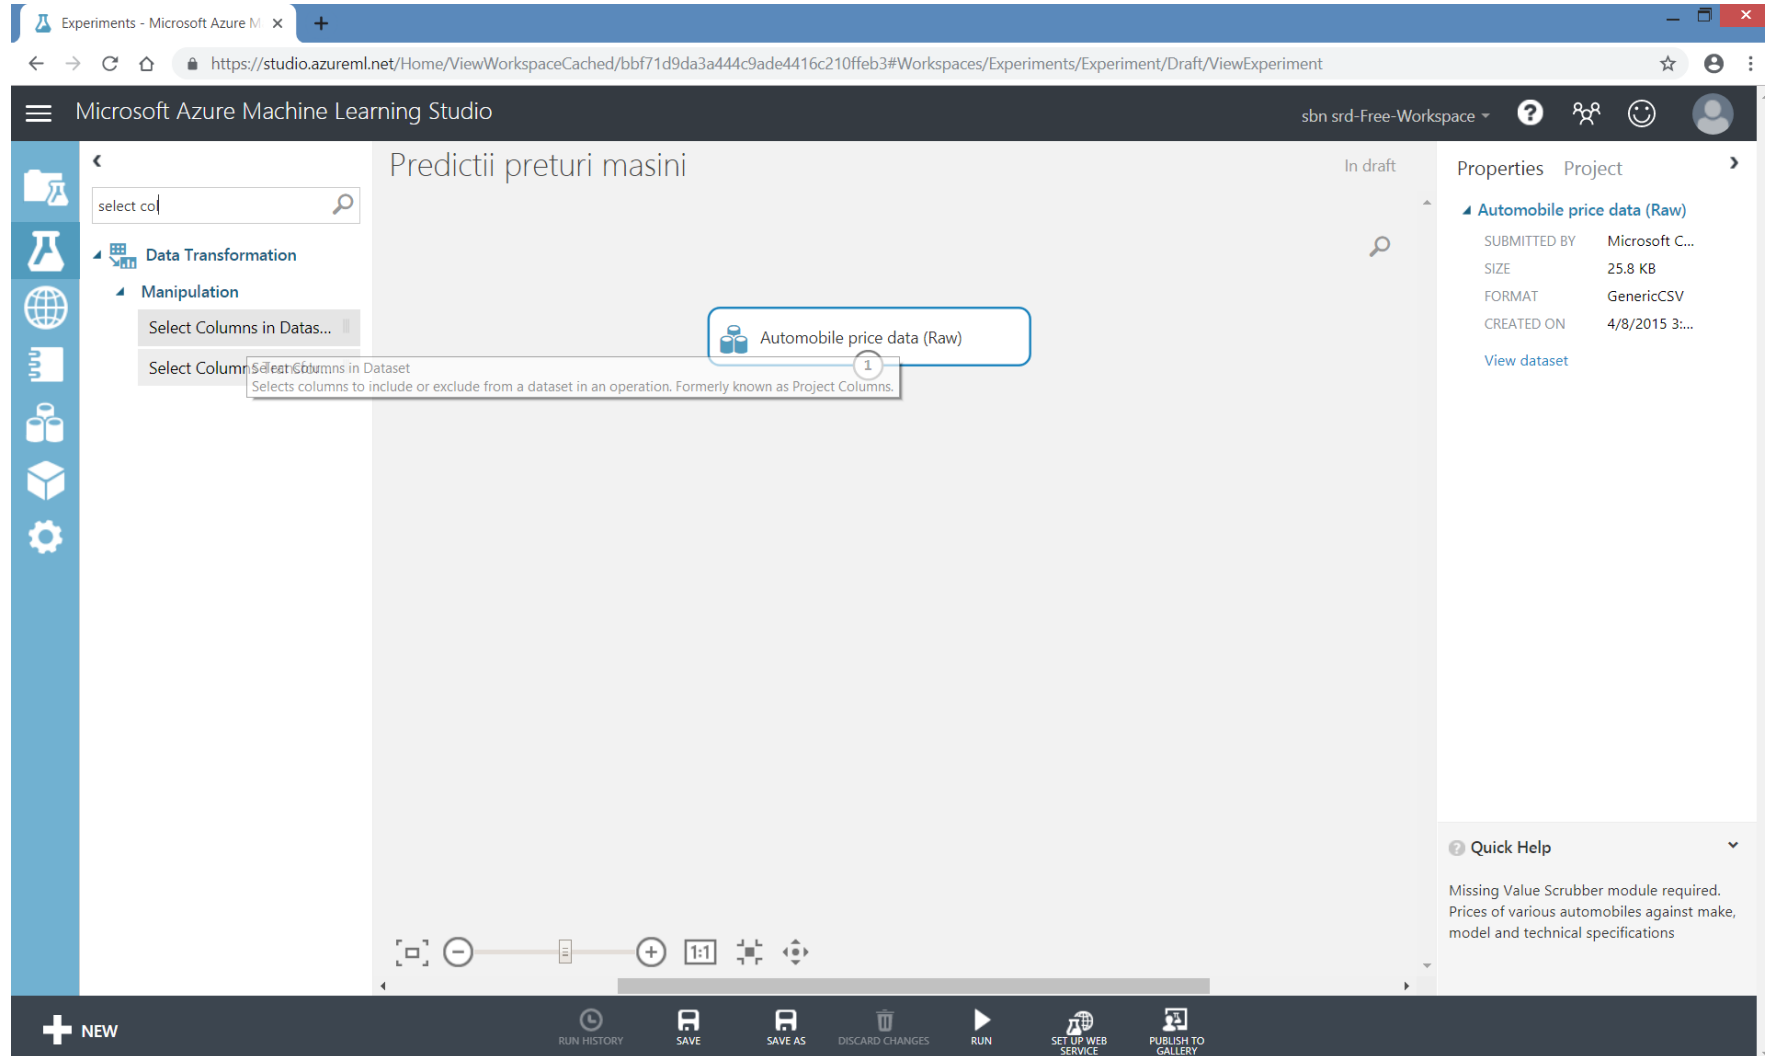 Experiments - Microsoft Azure M
https://studio.azureml.net/Home/ViewWorkspaceCached/bbf71d9da3a444c9ade4416c210ffeb3#Workspaces/Experiments/Experiment/Draft/ViewExperiment
Microsoft Azure Machine Learning Studio
sbn srd-Free-Workspace
select col
Data Transformation
Manipulation
Select Columns in Datas...
Select Columns Transform
Select Columns in Dataset
Selects columns to include or exclude from a dataset in an operation. Formerly known as Project Columns.
Predictii preturi masini
In draft
Automobile price data (Raw)
1
Properties Project
Automobile price data (Raw)
SUBMITTED BY Microsoft C...
SIZE 25.8 KB
FORMAT GenericCSV
CREATED ON 4/8/2015 3:...
View dataset
Quick Help
Missing Value Scrubber module required.
Prices of various automobiles against make,
model and technical specifications
1:1
NEW
RUN HISTORY
SAVE
SAVE AS
DISCARD CHANGES
RUN
SET UP WEB
SERVICE
PUBLISH TO
GALLERY